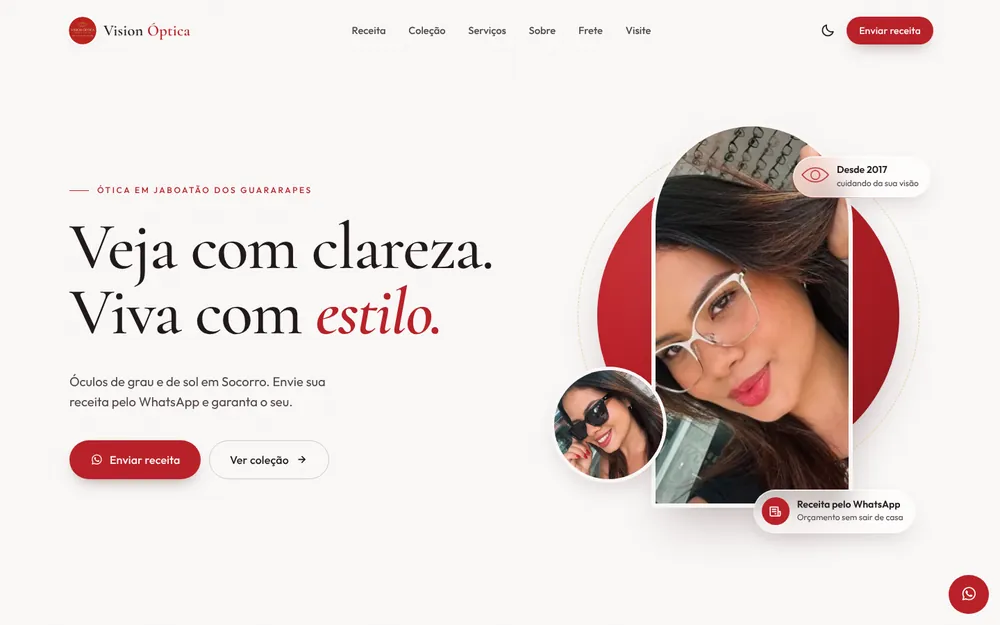 Vision Óptica
Receita
Coleção
Serviços
Sobre
Frete
Visite
Enviar receita
ÓTICA EM JABOATÃO DOS GUARARAPES
Veja com clareza.
Viva com estilo.
Óculos de grau e de sol em Socorro. Envie sua
receita pelo WhatsApp e garanta o seu.
Enviar receita
Ver coleção →
Desde 2017
cuidando da sua visão
Receita pelo WhatsApp
Orçamento sem sair de casa